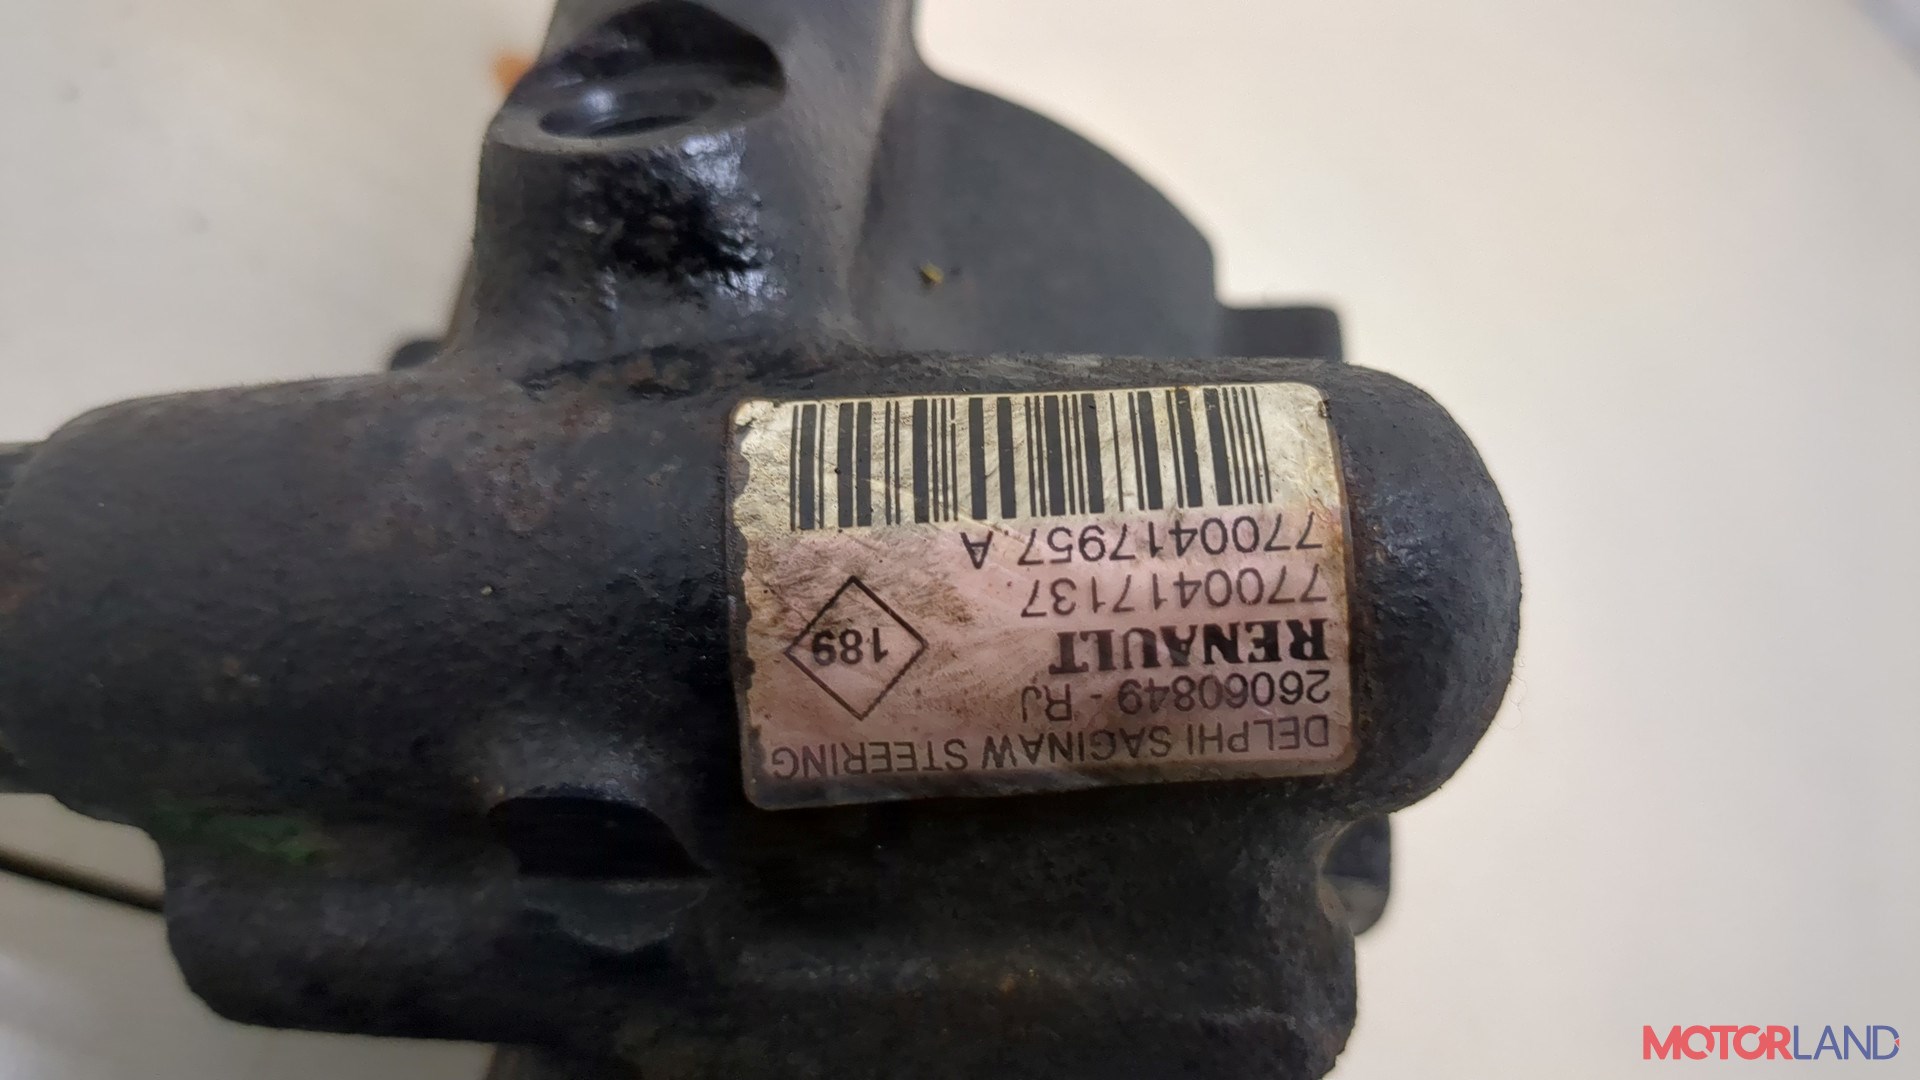 DELPHI SAGINAW STEERING
26060849 - RJ
RENAULT
7700417137
189
7700417957.A
MOTORLAND